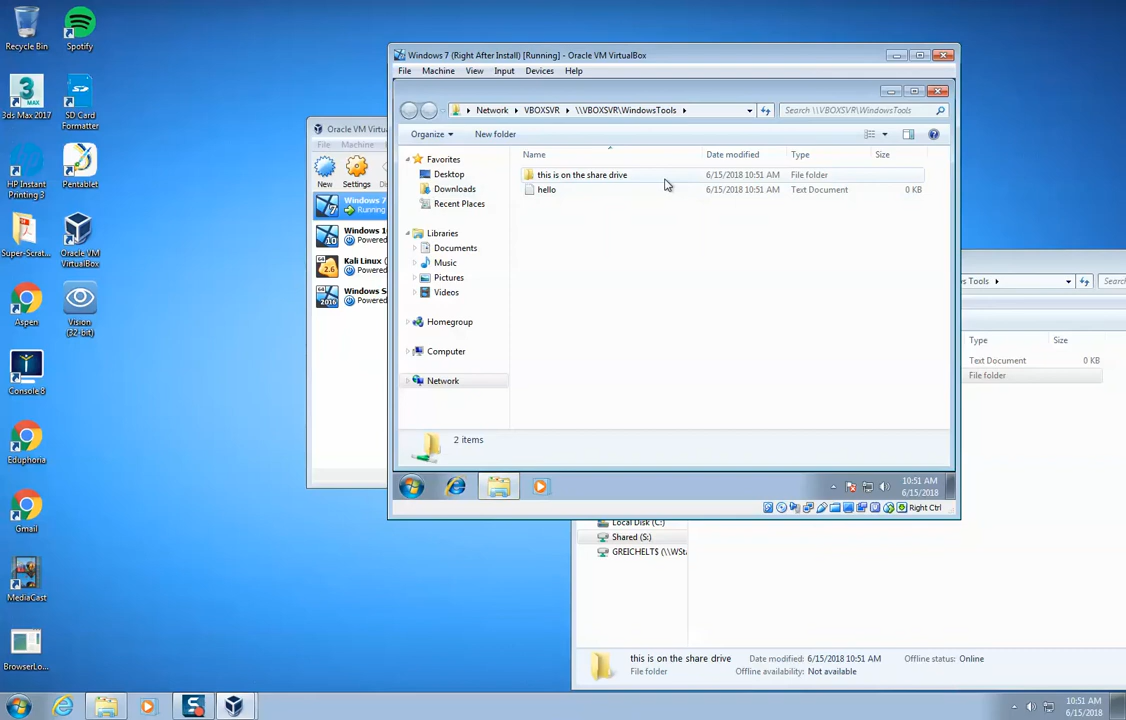 Recycle Bin
Spotify
3ds Max 2017
SD Card
Formatter
HP Instant
Printing
Pentablet
Super-Scrat...
Oracle VM
VirtualBox
Aspen
Vision
(32-bit)
Console 8
Eduphoria
Gmail
MediaCast
BrowserLo...
Oracle VM Virtu
File Machine
New Settings
Windows 7
Running
Windows 1
Powered
Kali Linux (
Powered
Windows S
Powered
Windows 7 (Right After Install) [Running] - Oracle VM VirtualBox
File Machine View Input Devices Help
Network VBOXSVR \\VBOXSVR\WindowsTools
Search \\VBOXSVR\WindowsTools
Organize New folder
Name Date modified Type Size
this is on the share drive 6/15/2018 10:51 AM File folder
hello 6/15/2018 10:51 AM Text Document 0 KB
Favorites
Desktop
Downloads
Recent Places
Libraries
Documents
Music
Pictures
Videos
Homegroup
Computer
Network
2 items
10:51 AM
6/15/2018
Right Ctrl
s Tools
Searc
Type Size
Text Document 0 KB
File folder
Local Disk (C:)
Shared (S:)
GREICHELT$ (\\WSta
this is on the share drive Date modified: 6/15/2018 10:51 AM Offline status: Online
File folder Offline availability: Not available
10:51 AM
6/15/2018